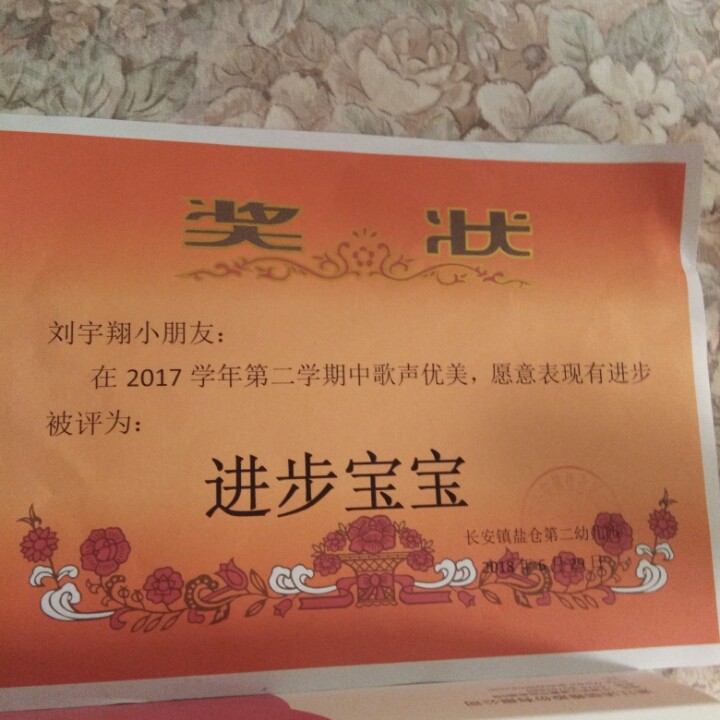 奖状
刘宇翔小朋友：
在 2017 学年第二学期中歌声优美，愿意表现有进步
被评为：
进步宝宝
长安镇盐仓第二幼儿园
2018 年 6 月 29 日